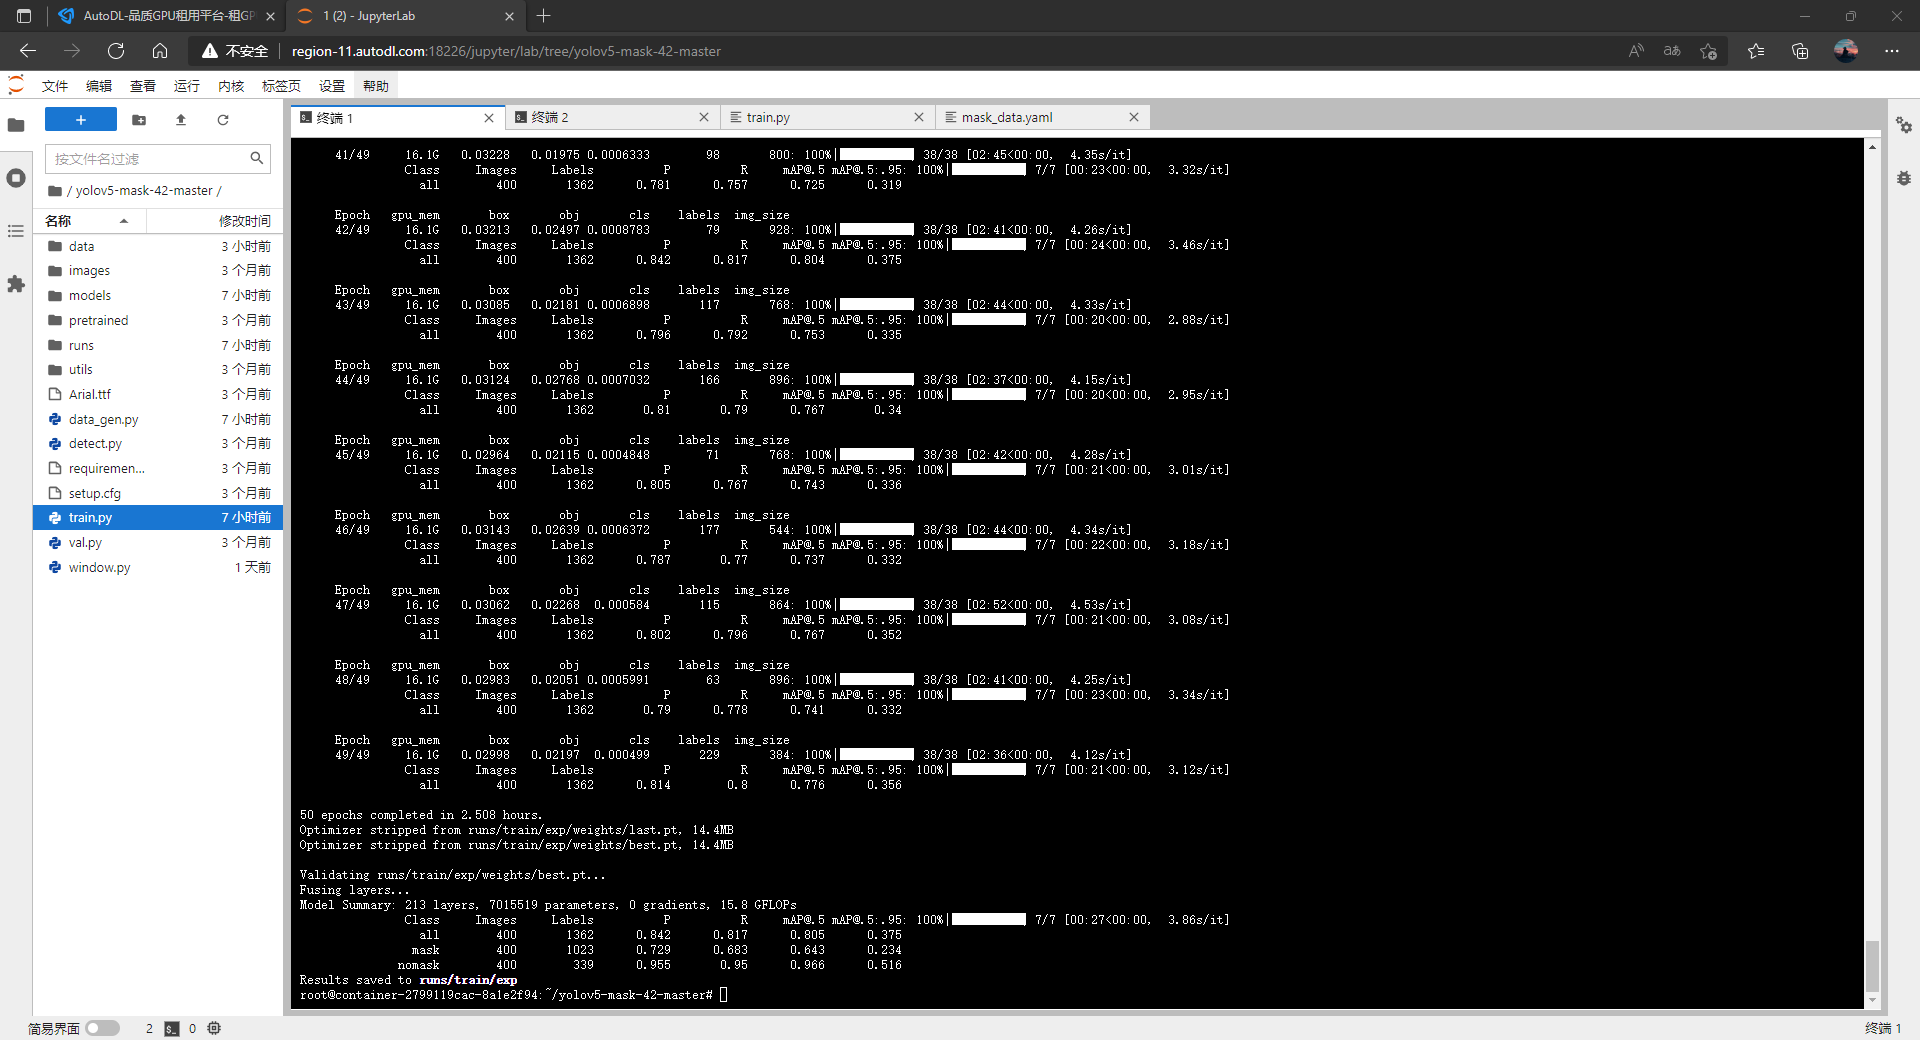 AutoDL-品质GPU租用平台-租GP
1 (2) - JupyterLab
不安全
region-11.autodl.com:18226/jupyter/lab/tree/yolov5-mask-42-master
文件 编辑 查看 运行 内核 标签页 设置 帮助
终端 1
终端 2
train.py
mask_data.yaml
按文件名过滤
/ yolov5-mask-42-master /
名称 修改时间
data 3 小时前
images 3 个月前
models 7 小时前
pretrained 3 个月前
runs 7 小时前
utils 3 个月前
Arial.ttf 3 个月前
data_gen.py 7 小时前
detect.py 3 个月前
requiremen... 3 个月前
setup.cfg 3 个月前
train.py 7 小时前
val.py 3 个月前
window.py 1 天前
41/49 16.1G 0.03228 0.01975 0.0006333 98 800: 100%| 38/38 [02:45<00:00, 4.35s/it]
Class Images Labels P R mAP@.5 mAP@.5:.95: 100%| 7/7 [00:23<00:00, 3.32s/it]
all 400 1362 0.781 0.757 0.725 0.319
Epoch gpu_mem box obj cls labels img_size
42/49 16.1G 0.03213 0.02497 0.0008783 79 928: 100%| 38/38 [02:41<00:00, 4.26s/it]
Class Images Labels P R mAP@.5 mAP@.5:.95: 100%| 7/7 [00:24<00:00, 3.46s/it]
all 400 1362 0.842 0.817 0.804 0.375
Epoch gpu_mem box obj cls labels img_size
43/49 16.1G 0.03085 0.02181 0.0006898 117 768: 100%| 38/38 [02:44<00:00, 4.33s/it]
Class Images Labels P R mAP@.5 mAP@.5:.95: 100%| 7/7 [00:20<00:00, 2.88s/it]
all 400 1362 0.796 0.792 0.753 0.335
Epoch gpu_mem box obj cls labels img_size
44/49 16.1G 0.03124 0.02768 0.0007032 166 896: 100%| 38/38 [02:37<00:00, 4.15s/it]
Class Images Labels P R mAP@.5 mAP@.5:.95: 100%| 7/7 [00:20<00:00, 2.95s/it]
all 400 1362 0.81 0.79 0.767 0.34
Epoch gpu_mem box obj cls labels img_size
45/49 16.1G 0.02964 0.02115 0.0004848 71 768: 100%| 38/38 [02:42<00:00, 4.28s/it]
Class Images Labels P R mAP@.5 mAP@.5:.95: 100%| 7/7 [00:21<00:00, 3.01s/it]
all 400 1362 0.805 0.767 0.743 0.336
Epoch gpu_mem box obj cls labels img_size
46/49 16.1G 0.03143 0.02639 0.0006372 177 544: 100%| 38/38 [02:44<00:00, 4.34s/it]
Class Images Labels P R mAP@.5 mAP@.5:.95: 100%| 7/7 [00:22<00:00, 3.18s/it]
all 400 1362 0.787 0.77 0.737 0.332
Epoch gpu_mem box obj cls labels img_size
47/49 16.1G 0.03062 0.02268 0.000584 115 864: 100%| 38/38 [02:52<00:00, 4.53s/it]
Class Images Labels P R mAP@.5 mAP@.5:.95: 100%| 7/7 [00:21<00:00, 3.08s/it]
all 400 1362 0.802 0.796 0.767 0.352
Epoch gpu_mem box obj cls labels img_size
48/49 16.1G 0.02983 0.02051 0.0005991 63 896: 100%| 38/38 [02:41<00:00, 4.25s/it]
Class Images Labels P R mAP@.5 mAP@.5:.95: 100%| 7/7 [00:23<00:00, 3.34s/it]
all 400 1362 0.79 0.778 0.741 0.332
Epoch gpu_mem box obj cls labels img_size
49/49 16.1G 0.02998 0.02197 0.000499 229 384: 100%| 38/38 [02:36<00:00, 4.12s/it]
Class Images Labels P R mAP@.5 mAP@.5:.95: 100%| 7/7 [00:21<00:00, 3.12s/it]
all 400 1362 0.814 0.8 0.776 0.356
50 epochs completed in 2.508 hours.
Optimizer stripped from runs/train/exp/weights/last.pt, 14.4MB
Optimizer stripped from runs/train/exp/weights/best.pt, 14.4MB
Validating runs/train/exp/weights/best.pt...
Fusing layers...
Model Summary: 213 layers, 7015519 parameters, 0 gradients, 15.8 GFLOPs
Class Images Labels P R mAP@.5 mAP@.5:.95: 100%| 7/7 [00:27<00:00, 3.86s/it]
all 400 1362 0.842 0.817 0.805 0.375
mask 400 1023 0.729 0.683 0.643 0.234
nomask 400 339 0.955 0.95 0.966 0.516
Results saved to runs/train/exp
root@container-2799119cac-8a1e2f94:~/yolov5-mask-42-master#
简易界面 2 0 终端 1